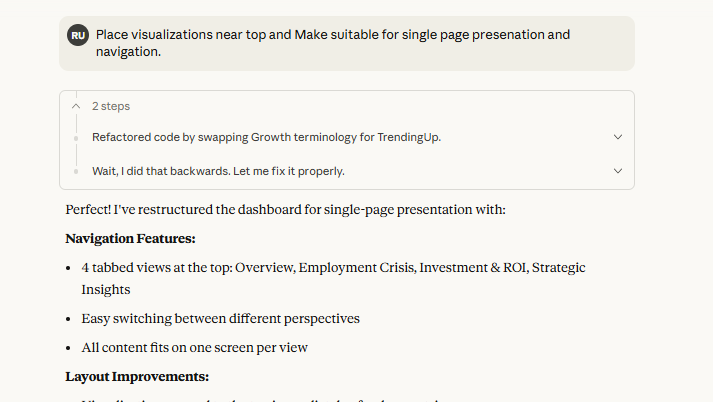 RU
Place visualizations near top and Make suitable for single page presenation and
navigation.
2 steps
Refactored code by swapping Growth terminology for TrendingUp.
Wait, I did that backwards. Let me fix it properly.
Perfect! I've restructured the dashboard for single-page presentation with:
Navigation Features:
• 4 tabbed views at the top: Overview, Employment Crisis, Investment & ROI, Strategic
Insights
• Easy switching between different perspectives
• All content fits on one screen per view
Layout Improvements: